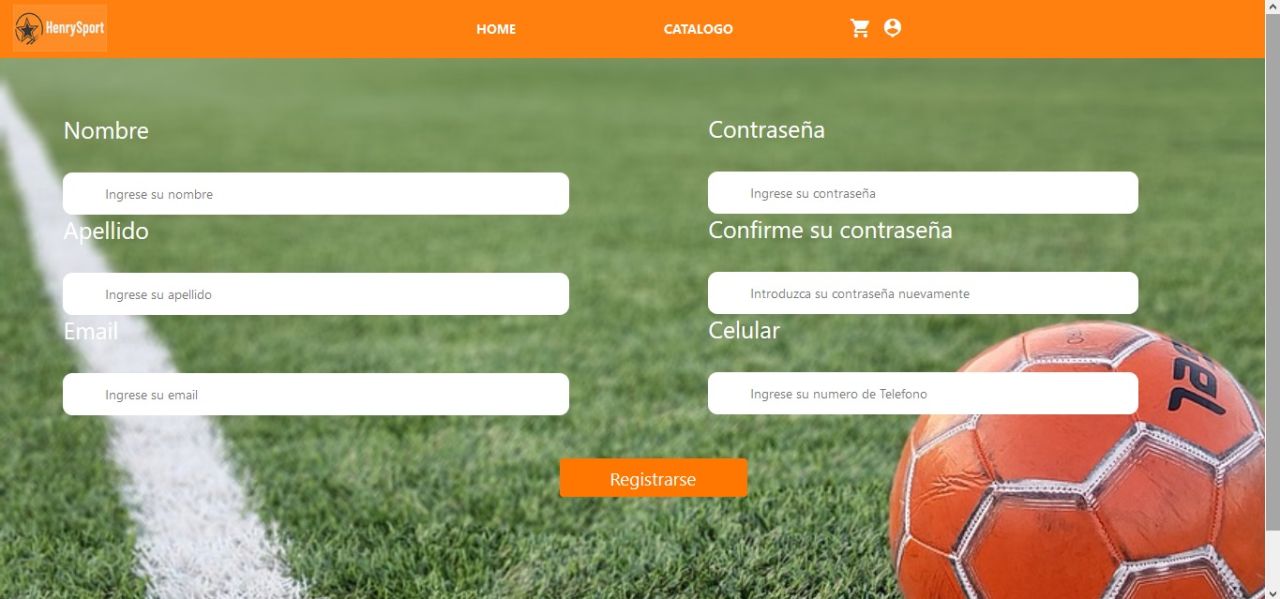 HenrySport
HOME
CATALOGO
Nombre
Ingrese su nombre
Apellido
Ingrese su apellido
Email
Ingrese su email
Contraseña
Ingrese su contraseña
Confirme su contraseña
Introduzca su contraseña nuevamente
Celular
Ingrese su numero de Telefono
Registrarse